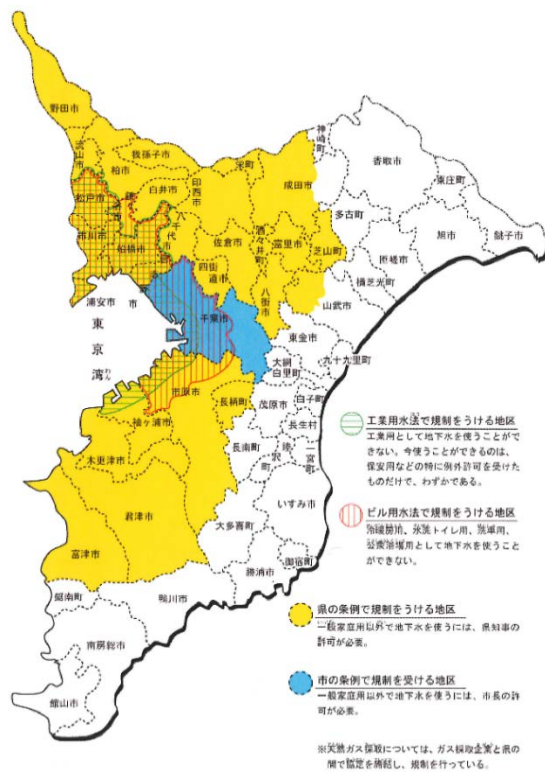 野田市
流山市
柏市
我孫子市
印西市
栄町
成田市
神崎町
香取市
東庄町
松戸市
白井市
多古町
旭市
銚子市
市川市
船橋市
八千代市
佐倉市
酒々井町
富里市
芝山町
匝瑳市
横芝光町
四街道市
八街市
山武市
浦安市
千葉市
東金市
東京湾
わん
大網白里町
九十九里町
市原市
長柄町
茂原市
白子町
袖ケ浦市
長生村
長南町
睦沢町
一宮町
木更津市
君津市
いすみ市
大多喜町
富津市
御宿町
勝浦市
鋸南町
鴨川市
南房総市
館山市
工業用水法で規制をうける地区
工業用として地下水を使うことがで
きない。今使うことができるのは、
保安用などの特に例外許可を受けた
ものだけで、わずかである。
ビル用水法で規制をうける地区
冷暖房用、水洗トイレ用、洗車用、
公衆浴場用として地下水を使うこと
ができない。
県の条例で規制をうける地区
一般家庭用以外で地下水を使うには、県知事の
許可が必要。
市の条例で規制を受ける地区
一般家庭用以外で地下水を使うには、市長の許
可が必要。
※天然ガス採取については、ガス採取企業と県の
間で協定を締結し、規制を行っている。